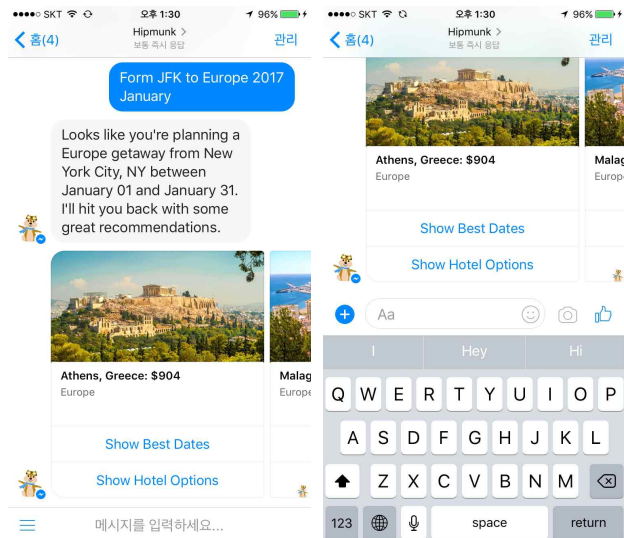 SKT 오후 1:30 96%
홈(4) Hipmunk > 관리
보통 즉시 응답
Form JFK to Europe 2017
January
Looks like you're planning a
Europe getaway from New
York City, NY between
January 01 and January 31.
I'll hit you back with some
great recommendations.
Athens, Greece: $904 Malag
Europe Europe
Show Best Dates
Show Hotel Options
메시지를 입력하세요...
SKT 오후 1:30 96%
홈(4) Hipmunk > 관리
보통 즉시 응답
Athens, Greece: $904 Malag
Europe Europ
Show Best Dates
Show Hotel Options
Aa
I Hey Hi
Q W E R T Y U I O P
A S D F G H J K L
Z X C V B N M
123 space return